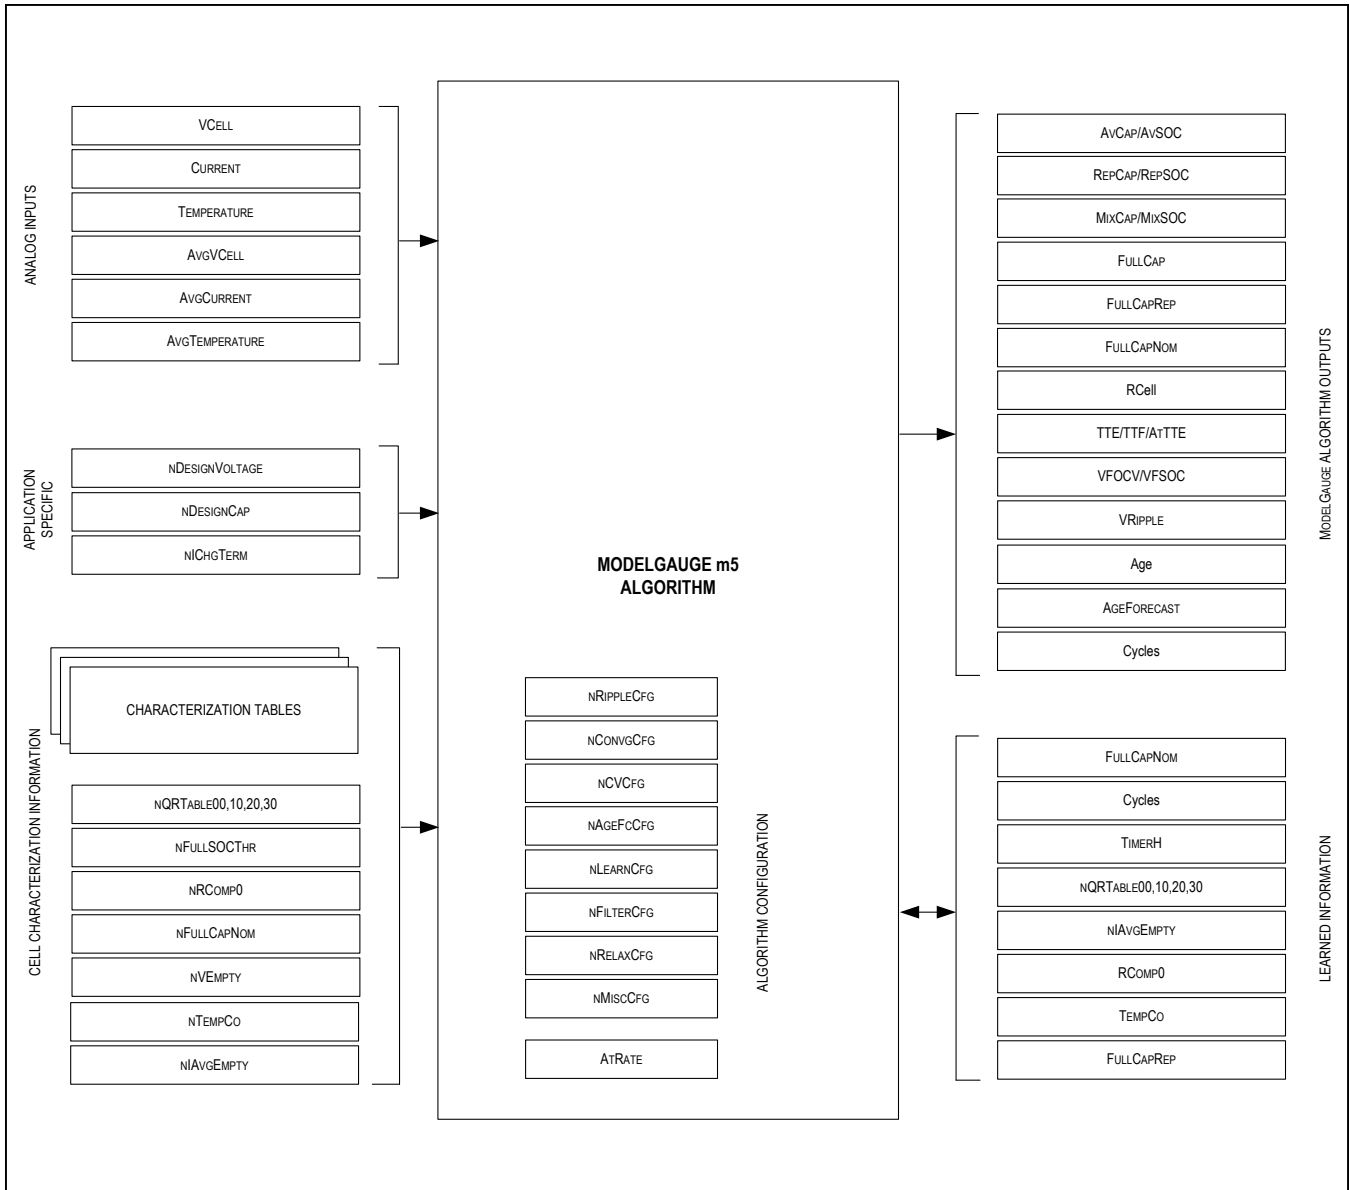 ANALOG INPUTS
VCELL
CURRENT
TEMPERATURE
AVGVCELL
AVGCURRENT
AVGTEMPERATURE
APPLICATION
SPECIFIC
NDESIGNVOLTAGE
NDESIGNCAP
NICHGTERM
CELL CHARACTERIZATION INFORMATION
CHARACTERIZATION TABLES
NQRTABLE00,10,20,30
NFULLSOCTHR
NRCOMP0
NFULLCAPNOM
NVEMPTY
NTEMPCO
NIAVGEMPTY
MODELGAUGE m5
ALGORITHM
NRIPPLECFG
NCONVGCFG
NCVCFG
NAGEFCCFG
NLEARNCFG
NFILTERCFG
NRELAXCFG
NMISCCFG
ATRATE
ALGORITHM CONFIGURATION
AVCAP/AVSOC
REPCAP/REPSOC
MIXCAP/MIXSOC
FULLCAP
FULLCAPREP
FULLCAPNOM
RCell
TTE/TTF/ATTTE
VFOCV/VFSOC
VRIPPLE
Age
AGEFORECAST
Cycles
MODELGAUGE ALGORITHM OUTPUTS
FULLCAPNOM
Cycles
TIMERH
NQRTABLE00,10,20,30
NIAVGEMPTY
RCOMP0
TEMPCO
FULLCAPREP
LEARNED INFORMATION